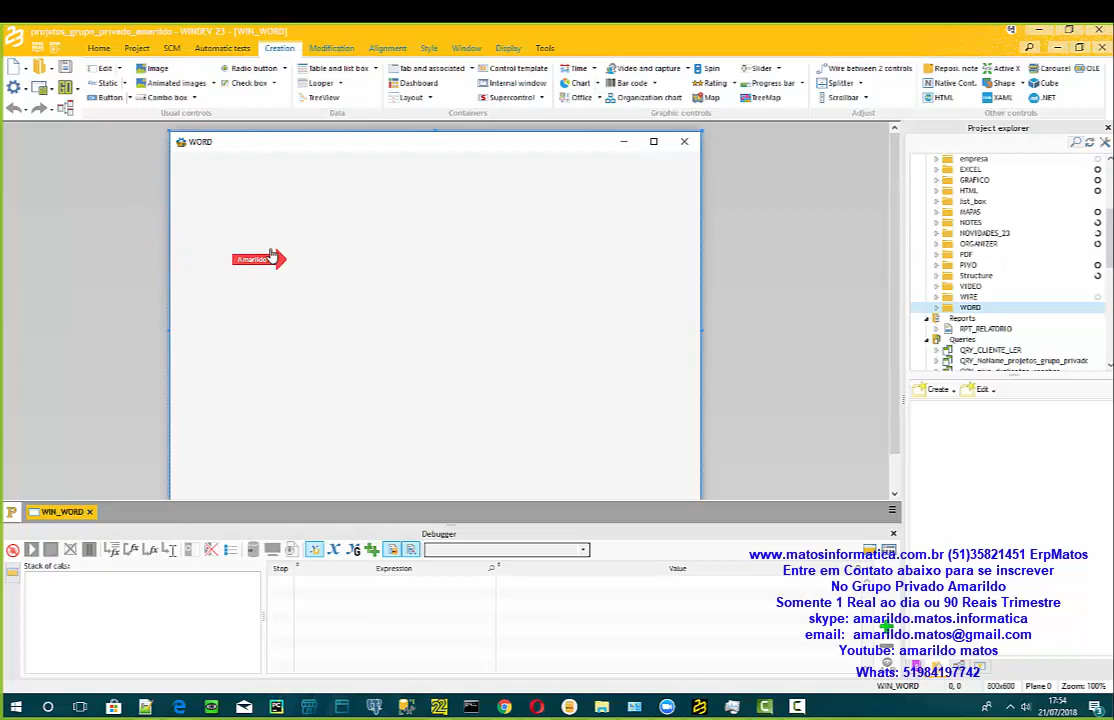 projetos_grupo_privado_amarildo - WINDEV 23 - [WIN_WORD]
Home Project SCM Automatic tests Creation Modification Alignment Style Window Display Tools
Edit Image Radio button Table and list box Tab and associated Control template Time Video and capture Spin Slider Wire between 2 controls Reposi. note Active X Carousel OLE
Static Animated images Check box Looper Dashboard Internal window Chart Bar code Rating Progress bar Splitter Native Cont. Shape Cube
Button Combo box TreeView Layout Supercontrol Office Organization chart Map TreeMap Scrollbar HTML XAML .NET
Usual controls Data Containers Graphic controls Adjust Other controls
Project explorer
WORD
empresa
EXCEL
GRAFICO
HTML
list_box
MAPAS
NOTES
NOVIDADES_23
ORGANIZER
PDF
PIVO
Structure
VIDEO
WIRE
WORD
Reports
RPT_RELATORIO
Queries
QRY_CLIENTE_LER
QRY_NoName_projetos_grupo_privado
Amarildo
Create Edit
WIN_WORD
Debugger
Stack of calls:
Stop Expression Value
www.matosinformatica.com.br (51)35821451 ErpMatos
Entre em Contato abaixo para se inscrever
No Grupo Privado Amarildo
Somente 1 Real ao dia ou 90 Reais Trimestre
skype: amarildo.matos.informatica
email: amarildo.matos@gmail.com
Youtube: amarildo matos
Whats: 51984197742
WIN_WORD 0, 0 800x600 Plane 0 Zoom: 100%
22 23
17:54
21/07/2018